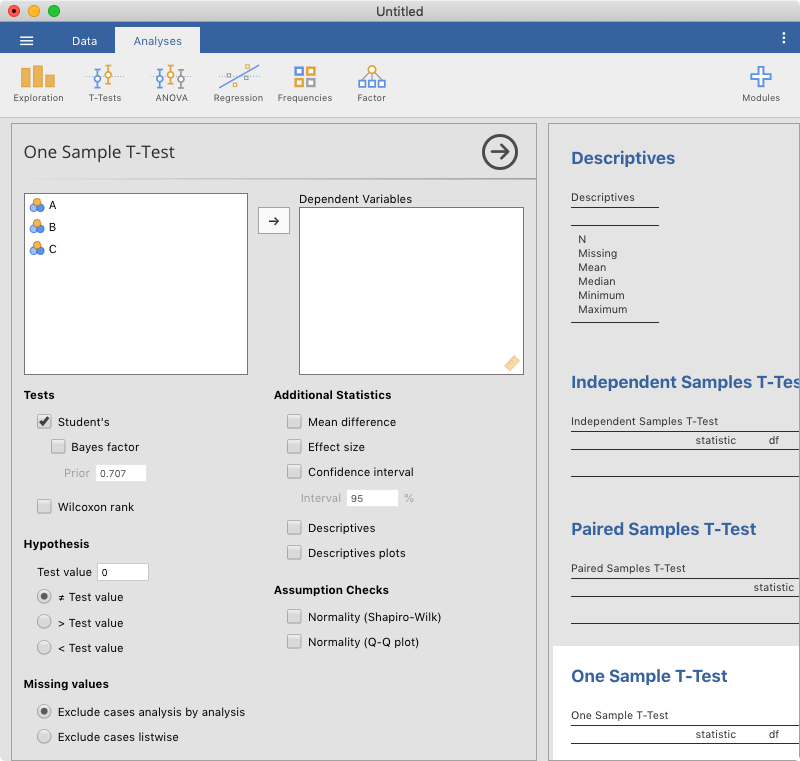 Untitled
Data
Analyses
Exploration
T-Tests
ANOVA
Regression
Frequencies
Factor
Modules
One Sample T-Test
A
B
C
Dependent Variables
Tests
Student's
Bayes factor
Prior 0.707
Wilcoxon rank
Hypothesis
Test value 0
≠ Test value
> Test value
< Test value
Missing values
Exclude cases analysis by analysis
Exclude cases listwise
Additional Statistics
Mean difference
Effect size
Confidence interval
Interval 95 %
Descriptives
Descriptives plots
Assumption Checks
Normality (Shapiro-Wilk)
Normality (Q-Q plot)
Descriptives
Descriptives
N
Missing
Mean
Median
Minimum
Maximum
Independent Samples T-Tes
Independent Samples T-Test
statistic df
Paired Samples T-Test
Paired Samples T-Test
statistic
One Sample T-Test
One Sample T-Test
statistic df